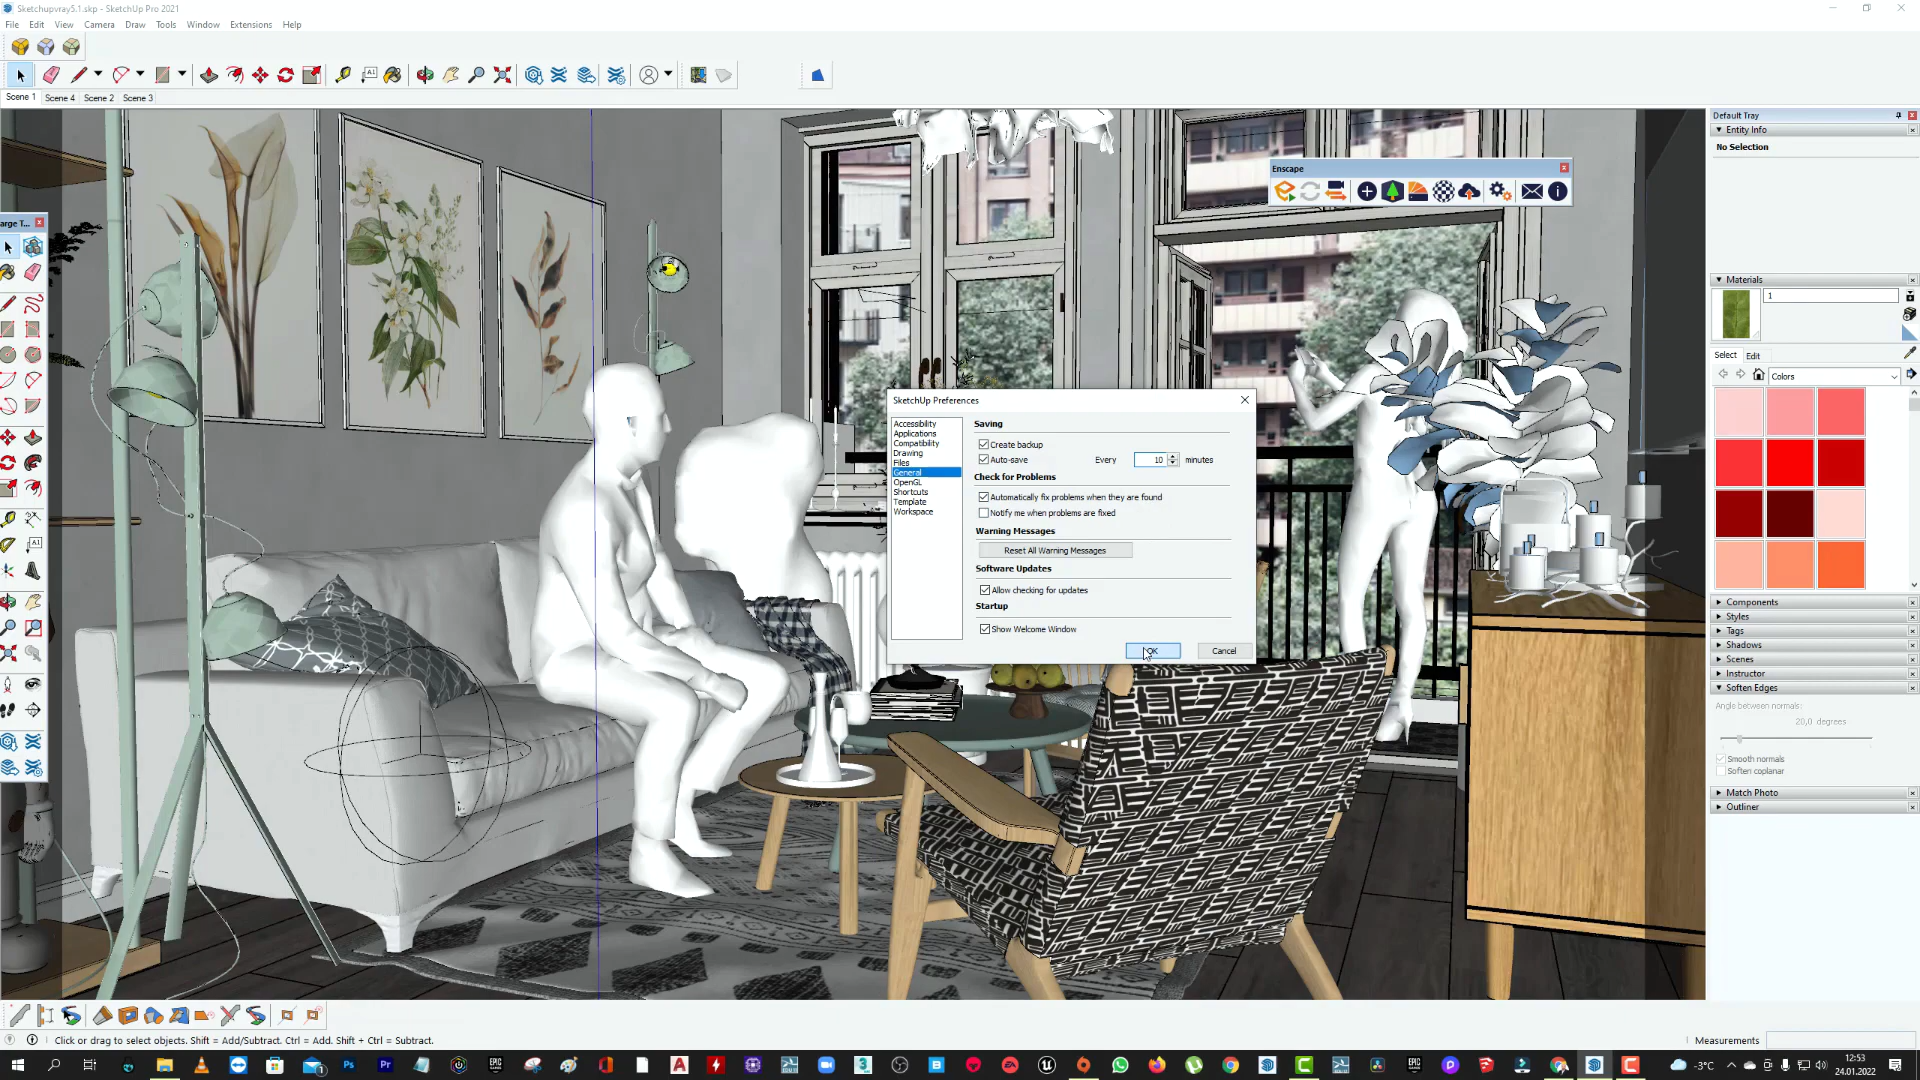 Sketchupvray5.1.skp - SketchUp Pro 2021
File Edit View Camera Draw Tools Window Extensions Help
Scene 1 Scene 4 Scene 2 Scene 3
Default Tray
Entity Info
No Selection
Enscape
arge T...
Materials
1
Select Edit
Colors
SketchUp Preferences
Accessibility
Applications
Compatibility
Drawing
Files
General
OpenGL
Shortcuts
Template
Workspace
Saving
Create backup
Auto-save Every 10 minutes
Check for Problems
Automatically fix problems when they are found
Notify me when problems are fixed
Warning Messages
Reset All Warning Messages
Software Updates
Allow checking for updates
Startup
Show Welcome Window
OK Cancel
Components
Styles
Tags
Shadows
Scenes
Instructor
Soften Edges
Angle between normals:
20,0 degrees
Smooth normals
Soften coplanar
Match Photo
Outliner
Click or drag to select objects. Shift = Add/Subtract. Ctrl = Add. Shift + Ctrl = Subtract.
Measurements
-3°C
12:53
24.01.2022